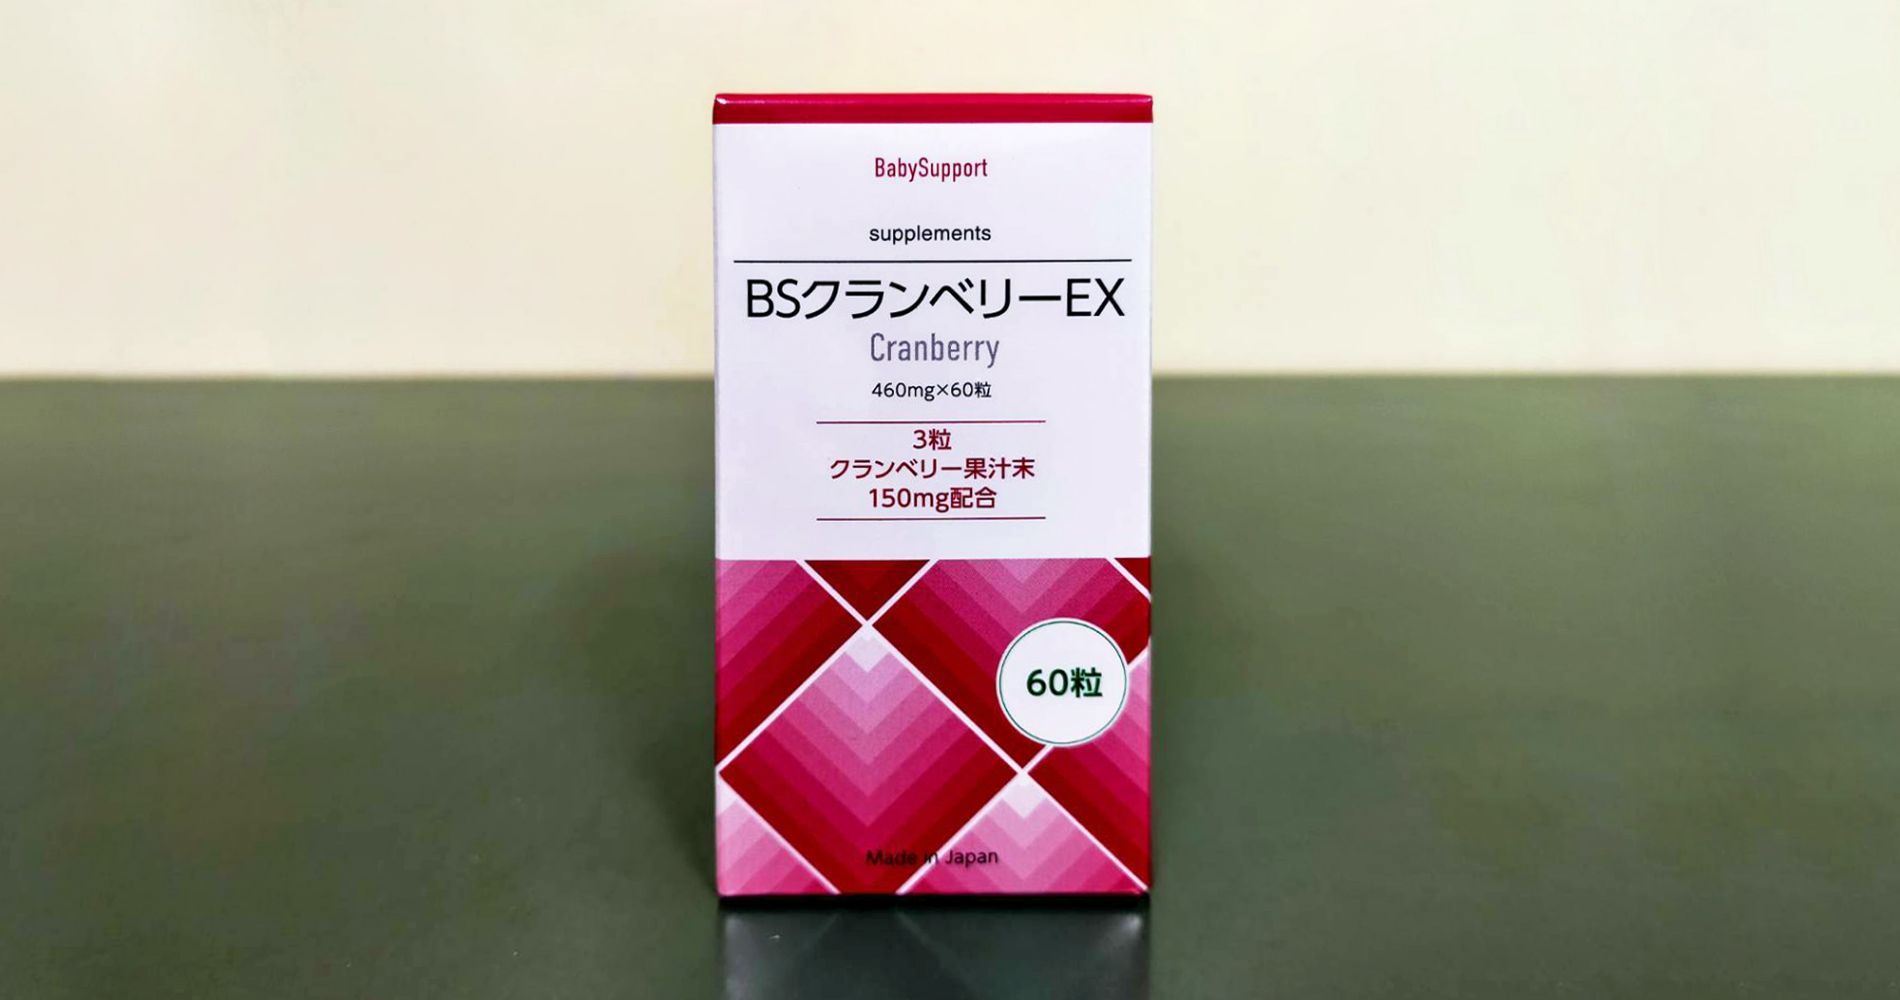 BabySupport
supplements
BSクランベリーEX
Cranberry
460mg×60粒
3粒
クランベリー果汁末
150mg配合
60粒
Made in Japan